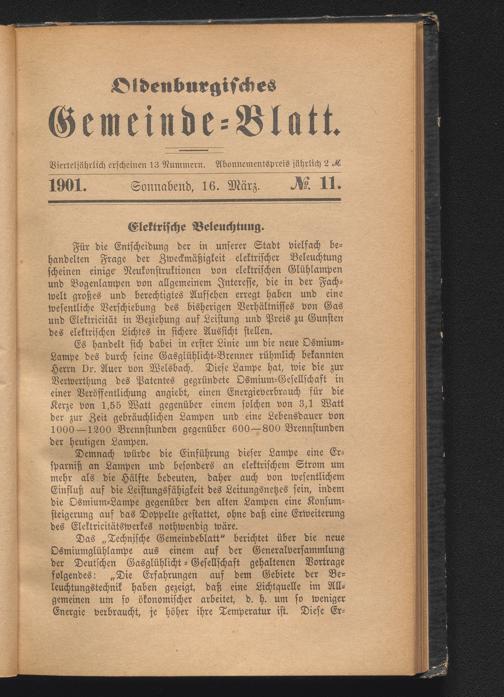 Oldenburgisches
Gemeinde=Blatt.
Vierteljährlich erscheinen 13 Nummern. Abonnementspreis jährlich 2 ℳ
1901. Sonnabend, 16. März. № 11.
Elektrische Beleuchtung.
Für die Entscheidung der in unserer Stadt vielfach be=
handelten Frage der Zweckmäßigkeit elektrischer Beleuchtung
scheinen einige Neukonstruktionen von elektrischen Glühlampen
und Bogenlampen von allgemeinem Interesse, die in der Fach=
welt großes und berechtigtes Aufsehen erregt haben und eine
wesentliche Verschiebung des bisherigen Verhältnisses von Gas
und Elektricität in Beziehung auf Leistung und Preis zu Gunsten
des elektrischen Lichtes in sichere Aussicht stellen.
Es handelt sich dabei in erster Linie um die neue Osmium=
Lampe des durch seine Gasglühlicht=Brenner rühmlich bekannten
Herrn Dr. Auer von Welsbach. Diese Lampe hat, wie die zur
Verwerthung des Patentes gegründete Osmium=Gesellschaft in
einer Veröffentlichung angiebt, einen Energieverbrauch für die
Kerze von 1,55 Watt gegenüber einem solchen von 3,1 Watt
der zur Zeit gebräuchlichen Lampen und eine Lebensdauer von
1000—1200 Brennstunden gegenüber 600—800 Brennstunden
der heutigen Lampen.
Demnach würde die Einführung dieser Lampe eine Er=
sparniß an Lampen und besonders an elektrischem Strom um
mehr als die Hälfte bedeuten, daher auch von wesentlichem
Einfluß auf die Leistungsfähigkeit des Leitungsnetzes sein, indem
die Osmium=Lampe gegenüber den alten Lampen eine Konsum=
steigerung auf das Doppelte gestattet, ohne daß eine Erweiterung
des Elektricitätswerkes nothwendig wäre.
Das „Technische Gemeindeblatt" berichtet über die neue
Osmiumglühlampe aus einem auf der Generalversammlung
der Deutschen Gasglühlicht=Gesellschaft gehaltenen Vortrage
folgendes: „Die Erfahrungen auf dem Gebiete der Be=
leuchtungstechnik haben gezeigt, daß eine Lichtquelle im All=
gemeinen um so ökonomischer arbeitet, d. h. um so weniger
Energie verbraucht, je höher ihre Temperatur ist. Diese Er=